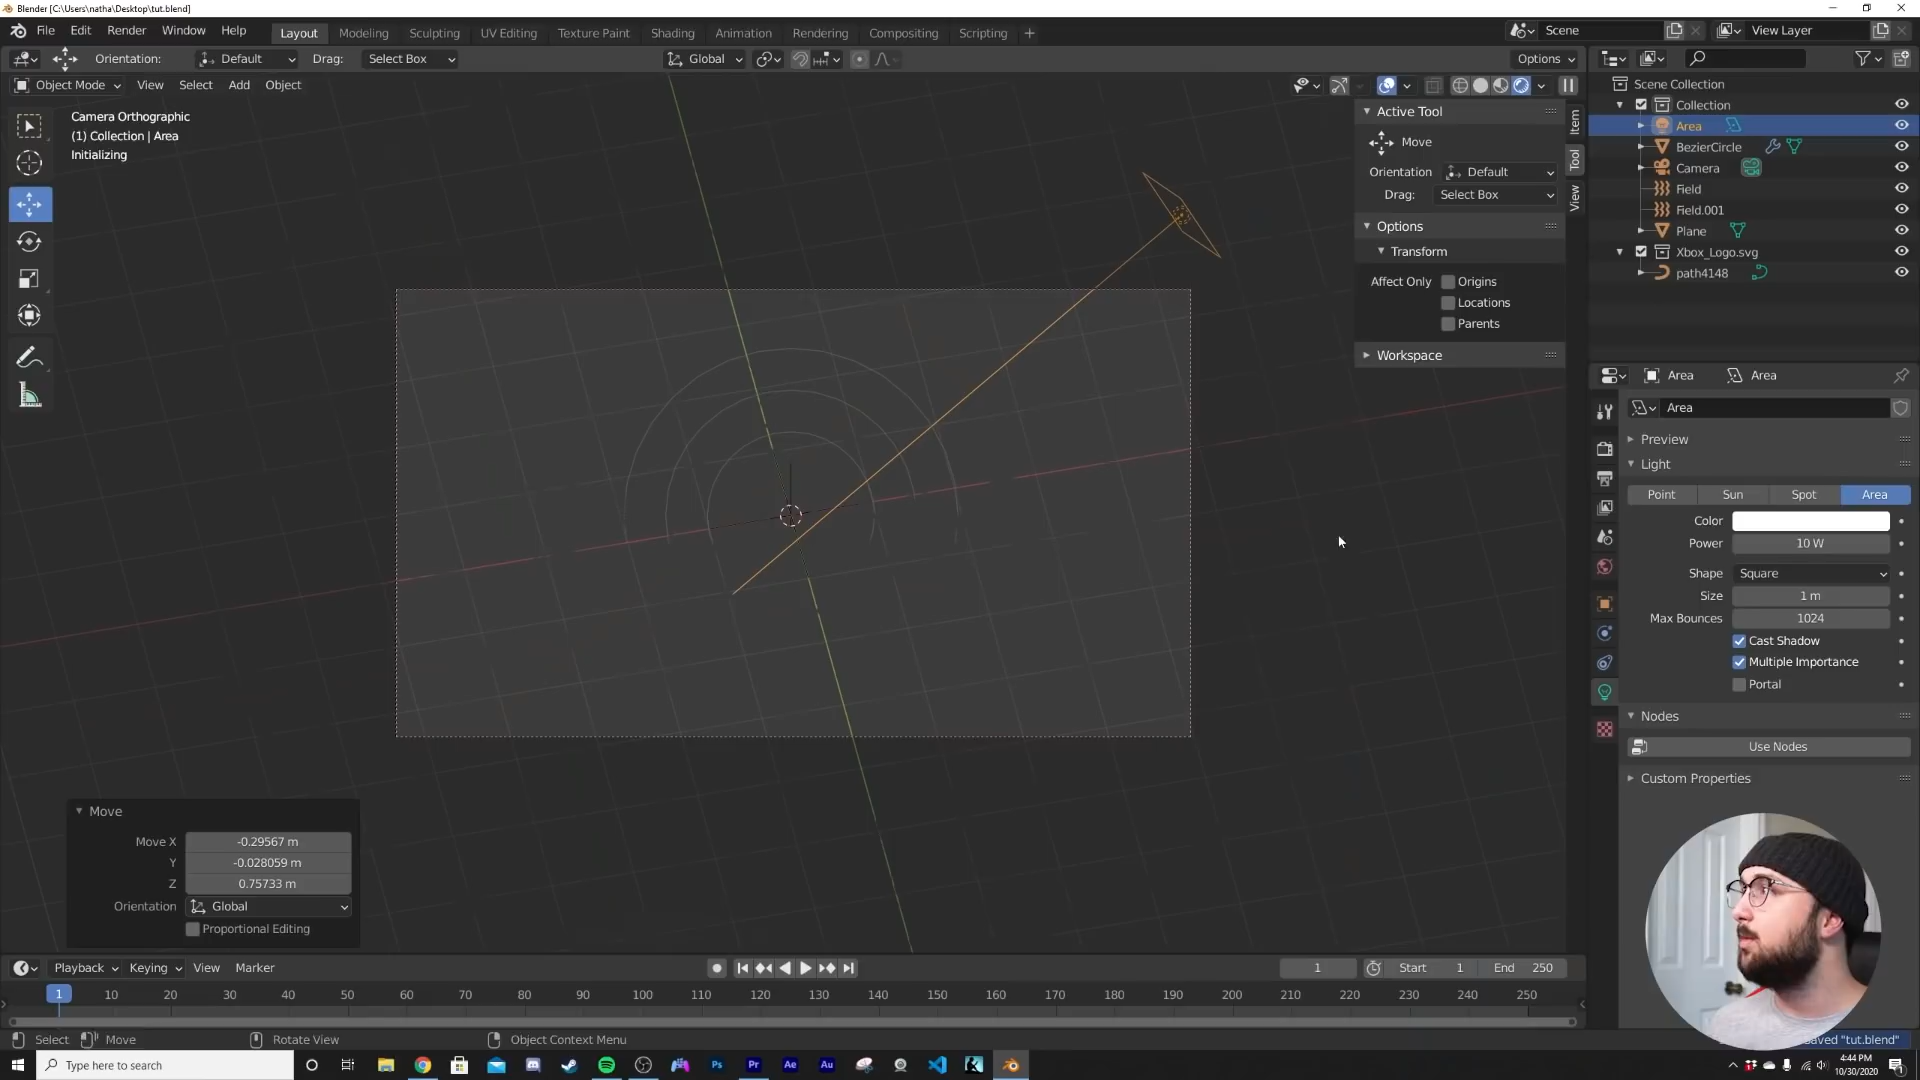 Blender [C:\Users\natha\Desktop\tut.blend]
File Edit Render Window Help Layout Modeling Sculpting UV Editing Texture Paint Shading Animation Rendering Compositing Scripting + Scene View Layer
Orientation: Default Drag: Select Box Global Options
Object Mode View Select Add Object
Camera Orthographic
(1) Collection | Area
Initializing
Active Tool
Move
Orientation Default
Drag: Select Box
Options
Transform
Affect Only Origins
Locations
Parents
Workspace
Item
Tool
View
Scene Collection
Collection
Area
BezierCircle
Camera
Field
Field.001
Plane
Xbox_Logo.svg
path4148
Area Area
Area
Preview
Light
Point Sun Spot Area
Color
Power 10 W
Shape Square
Size 1 m
Max Bounces 1024
Cast Shadow
Multiple Importance
Portal
Nodes
Use Nodes
Custom Properties
Move
Move X -0.29567 m
Y -0.028059 m
Z 0.75733 m
Orientation Global
Proportional Editing
Playback Keying View Marker 1 Start 1 End 250
1 10 20 30 40 50 60 70 80 90 100 110 120 130 140 150 160 170 180 190 200 210 220 230 240 250
Select Move Rotate View Object Context Menu saved "tut.blend"
Type here to search Ps Pr Ae Au
4:44 PM
10/30/2020